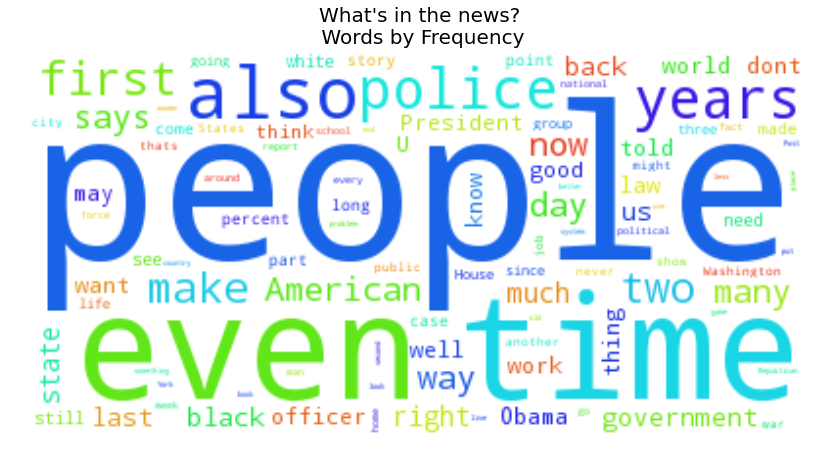 What's in the news?
Words by Frequency
going white story point
first also police back world dont
national
years
says
city come States think school President group three fact made
thats report U now told Post
people
may around every know good might
law place
force percent long day us need
problem job system political
see country part public House since never show Washington
want make American much two many
life
even time
state case another thing game
something well way work Republican
York man second look
book
still last week black officer home right line Obama go government war